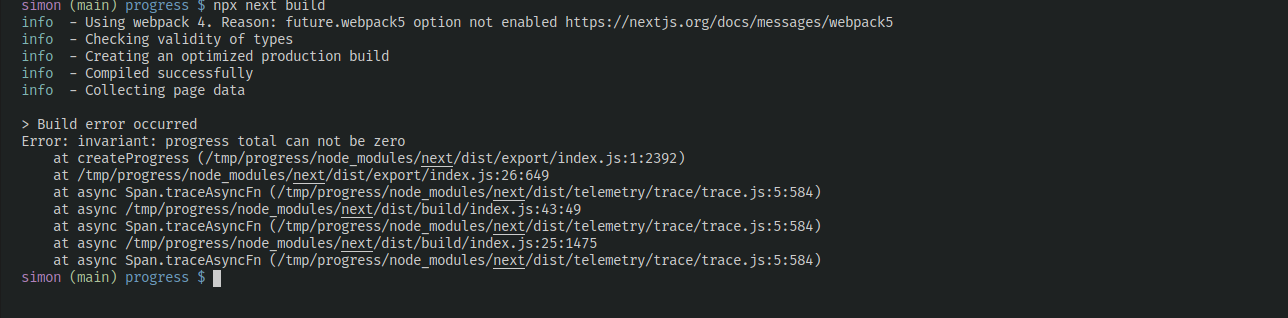 simon (main) progress $ npx next build
info  - Using webpack 4. Reason: future.webpack5 option not enabled https://nextjs.org/docs/messages/webpack5
info  - Checking validity of types
info  - Creating an optimized production build
info  - Compiled successfully
info  - Collecting page data

> Build error occurred
Error: invariant: progress total can not be zero
    at createProgress (/tmp/progress/node_modules/next/dist/export/index.js:1:2392)
    at /tmp/progress/node_modules/next/dist/export/index.js:26:649
    at async Span.traceAsyncFn (/tmp/progress/node_modules/next/dist/telemetry/trace/trace.js:5:584)
    at async /tmp/progress/node_modules/next/dist/build/index.js:43:49
    at async Span.traceAsyncFn (/tmp/progress/node_modules/next/dist/telemetry/trace/trace.js:5:584)
    at async /tmp/progress/node_modules/next/dist/build/index.js:25:1475
    at async Span.traceAsyncFn (/tmp/progress/node_modules/next/dist/telemetry/trace/trace.js:5:584)
simon (main) progress $